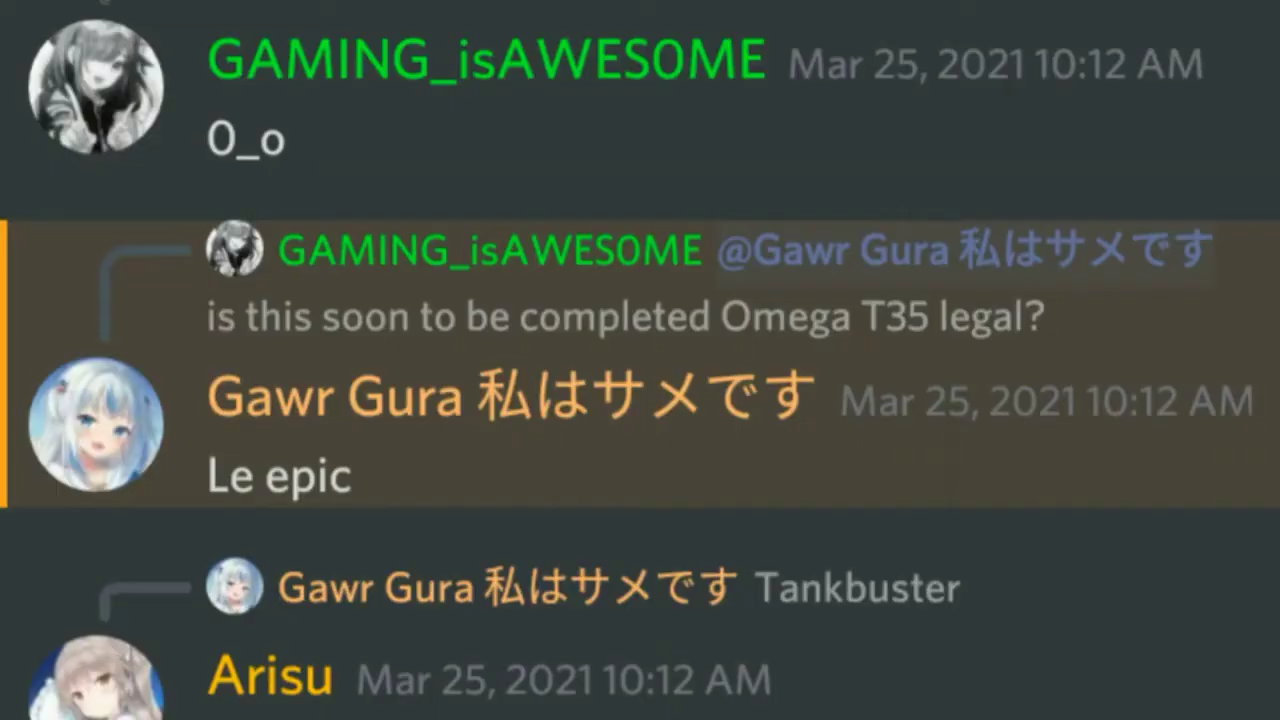 GAMING_isAWESOME Mar 25, 2021 10:12 AM
0_o
GAMING_isAWESOME @Gawr Gura 私はサメです
is this soon to be completed Omega T35 legal?
Gawr Gura 私はサメです Mar 25, 2021 10:12 AM
Le epic
Gawr Gura 私はサメです Tankbuster
Arisu Mar 25, 2021 10:12 AM